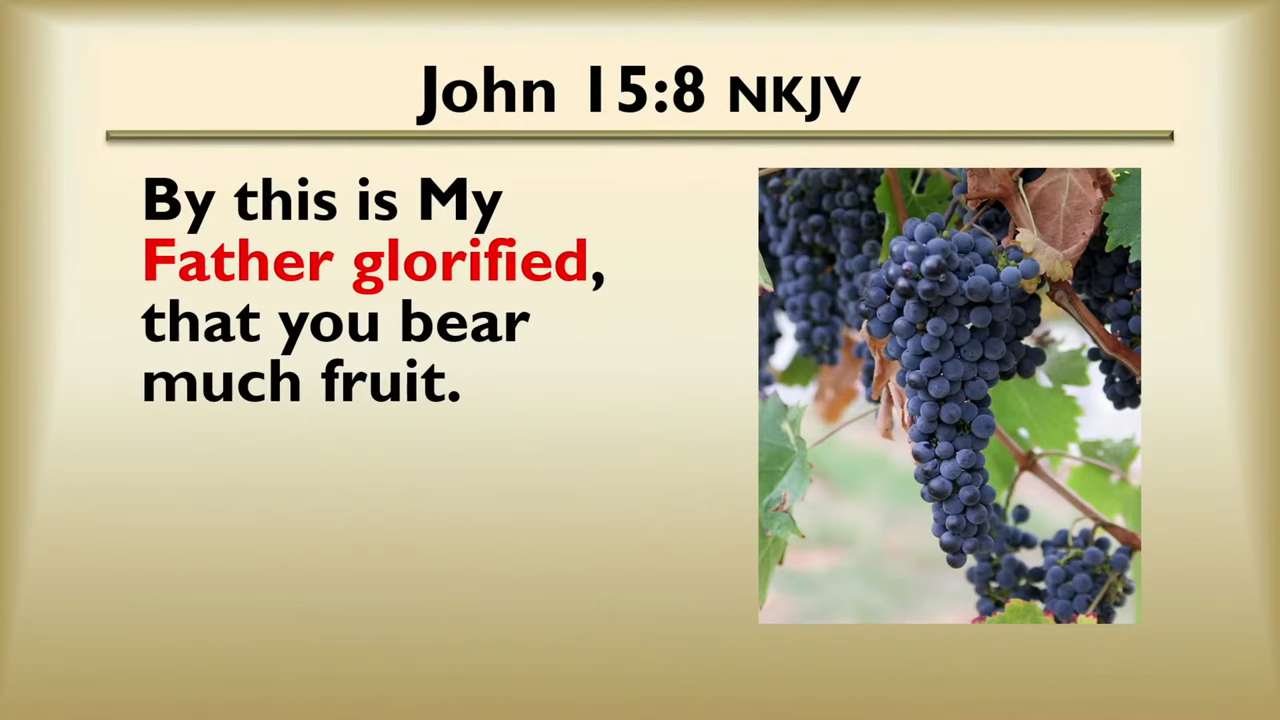 John 15:8 NKJV
By this is My
Father glorified,
that you bear
much fruit.